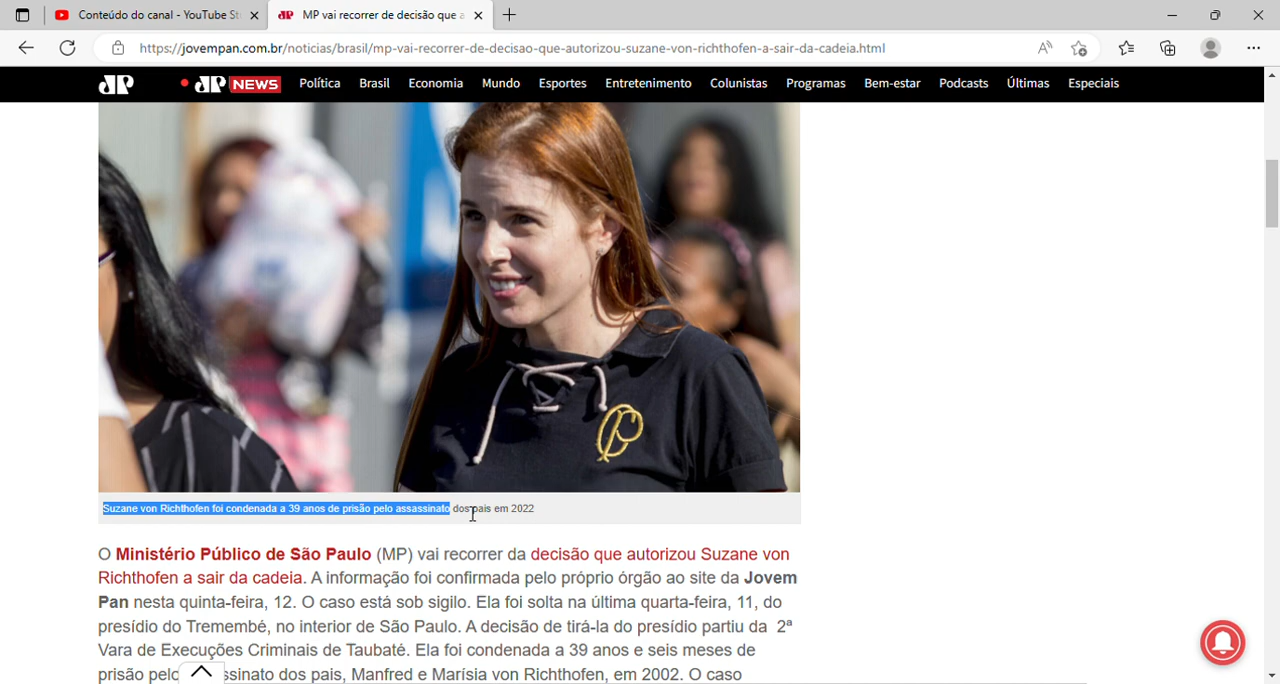 Conteúdo do canal - YouTube St
MP vai recorrer de decisão que a
https://jovempan.com.br/noticias/brasil/mp-vai-recorrer-de-decisao-que-autorizou-suzane-von-richthofen-a-sair-da-cadeia.html
JP JP NEWS Política Brasil Economia Mundo Esportes Entretenimento Colunistas Programas Bem-estar Podcasts Últimas Especiais
Suzane von Richthofen foi condenada a 39 anos de prisão pelo assassinato dos pais em 2022
O Ministério Público de São Paulo (MP) vai recorrer da decisão que autorizou Suzane von
Richthofen a sair da cadeia. A informação foi confirmada pelo próprio órgão ao site da Jovem
Pan nesta quinta-feira, 12. O caso está sob sigilo. Ela foi solta na última quarta-feira, 11, do
presídio do Tremembé, no interior de São Paulo. A decisão de tirá-la do presídio partiu da 2ª
Vara de Execuções Criminais de Taubaté. Ela foi condenada a 39 anos e seis meses de
prisão pelo ssinato dos pais, Manfred e Marísia von Richthofen, em 2002. O caso